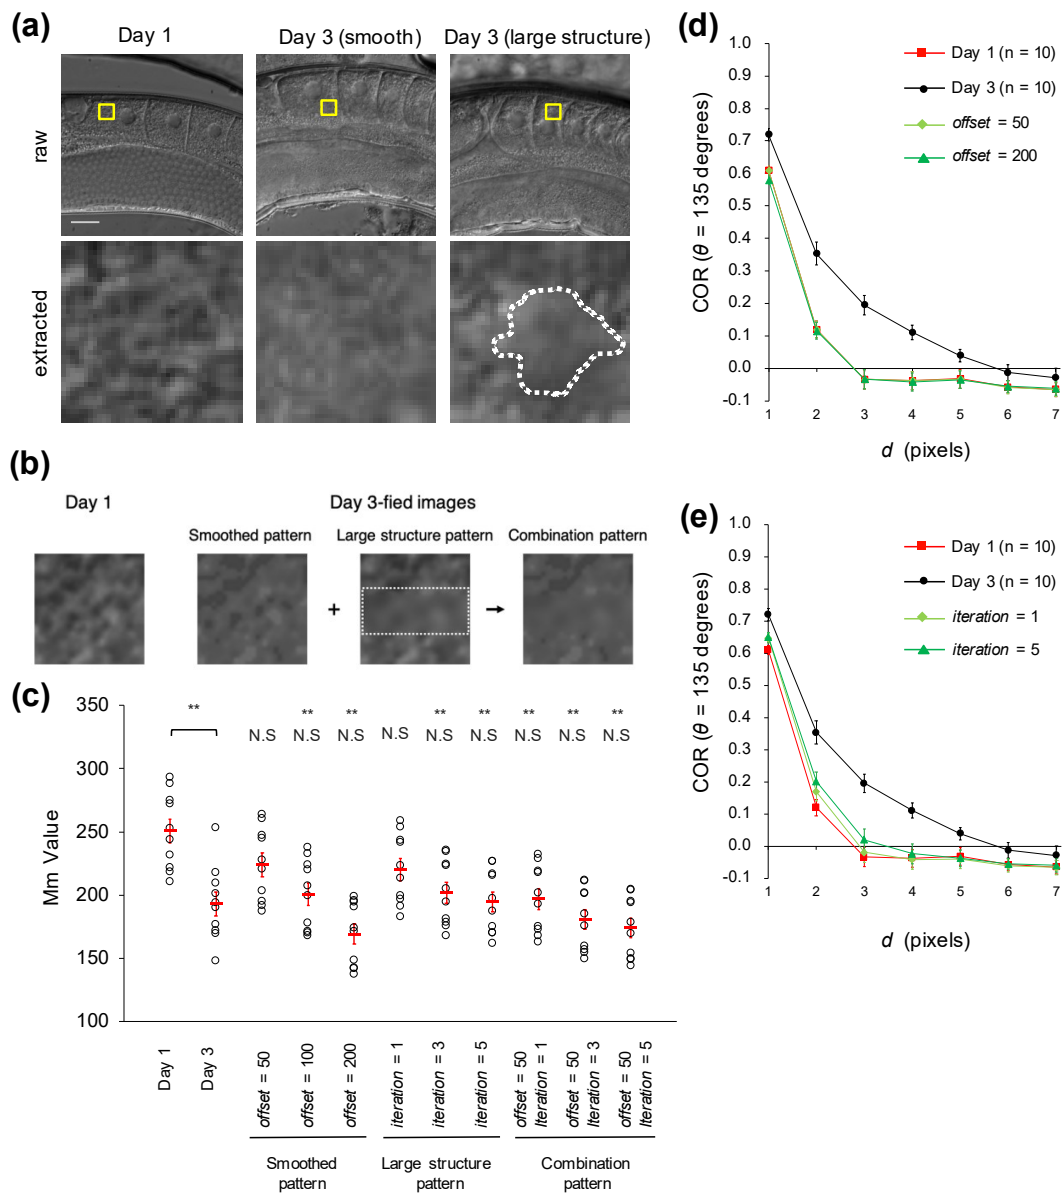 (a)
Day 1
Day 3 (smooth)
Day 3 (large structure)
raw
extracted
(b)
Day 1
Day 3-fied images
Smoothed pattern
Large structure pattern
Combination pattern
+
(c)
350
300
250
200
150
100
Mm Value
**
** ** ** ** ** ** **
N.S N.S N.S N.S N.S N.S N.S N.S N.S
Day 1
Day 3
offset = 50
offset = 100
offset = 200
iteration = 1
iteration = 3
iteration = 5
offset = 50
Iteration = 1
offset = 50
Iteration = 3
offset = 50
Iteration = 5
Smoothed
pattern
Large structure
pattern
Combination
pattern
(d)
1.0
0.9
0.8
0.7
0.6
0.5
0.4
0.3
0.2
0.1
0.0
-0.1
COR (θ = 135 degrees)
Day 1 (n = 10)
Day 3 (n = 10)
offset = 50
offset = 200
1 2 3 4 5 6 7
d (pixels)
(e)
1.0
0.9
0.8
0.7
0.6
0.5
0.4
0.3
0.2
0.1
0.0
-0.1
COR (θ = 135 degrees)
Day 1 (n = 10)
Day 3 (n = 10)
iteration = 1
iteration = 5
1 2 3 4 5 6 7
d (pixels)